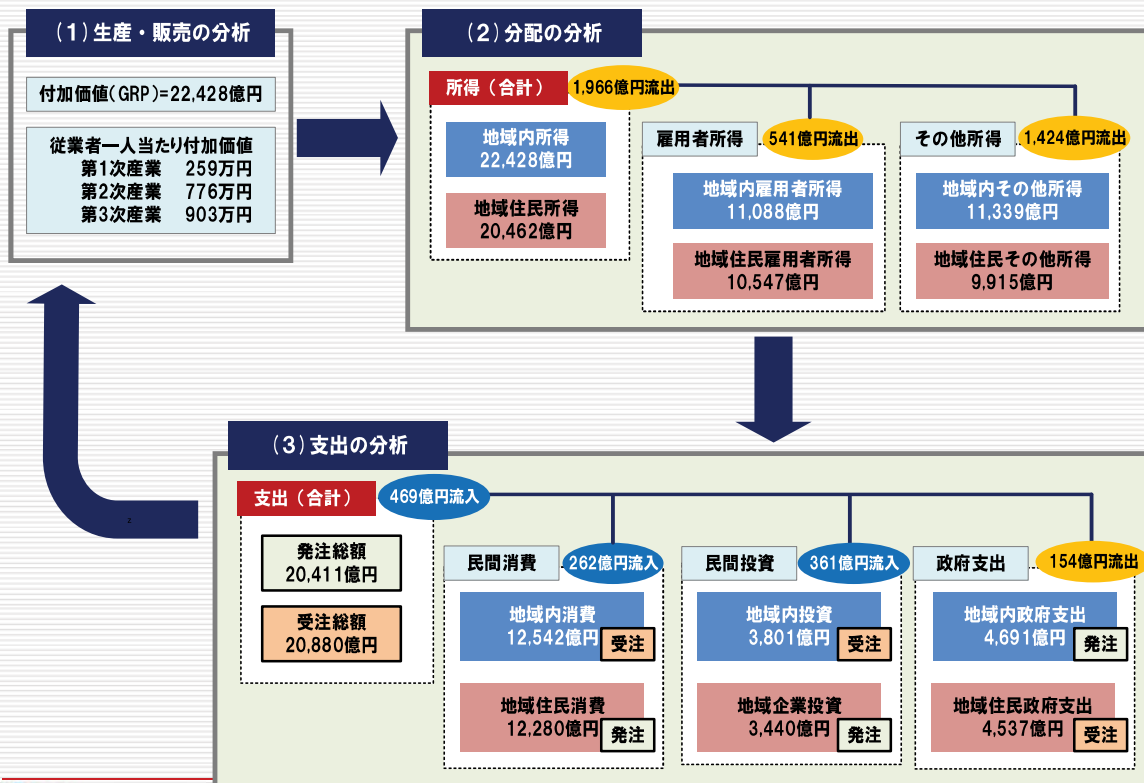 (1)生産・販売の分析
付加価値(GRP)=22,428億円
従業者一人当たり付加価値
第1次産業 259万円
第2次産業 776万円
第3次産業 903万円
(2)分配の分析
所得(合計)
1,966億円流出
地域内所得
22,428億円
地域住民所得
20,462億円
雇用者所得
541億円流出
地域内雇用者所得
11,088億円
地域住民雇用者所得
10,547億円
その他所得
1,424億円流出
地域内その他所得
11,339億円
地域住民その他所得
9,915億円
(3)支出の分析
支出(合計)
469億円流入
発注総額
20,411億円
受注総額
20,880億円
民間消費
262億円流入
地域内消費
12,542億円
受注
地域住民消費
12,280億円
発注
民間投資
361億円流入
地域内投資
3,801億円
受注
地域企業投資
3,440億円
発注
政府支出
154億円流出
地域内政府支出
4,691億円
発注
地域住民政府支出
4,537億円
受注
2